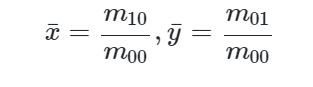 x̄ = m₁₀/m₀₀, ȳ = m₀₁/m₀₀